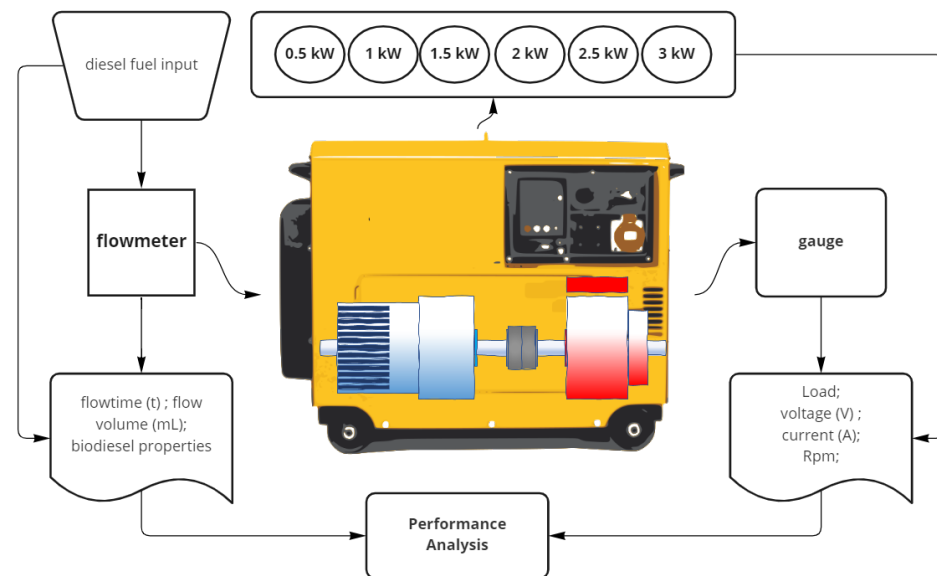 diesel fuel input
0.5 kW
1 kW
1.5 kW
2 kW
2.5 kW
3 kW
flowmeter
gauge
flowtime (t) ; flow
volume (mL);
biodiesel properties
Load;
voltage (V) ;
current (A);
Rpm;
Performance
Analysis